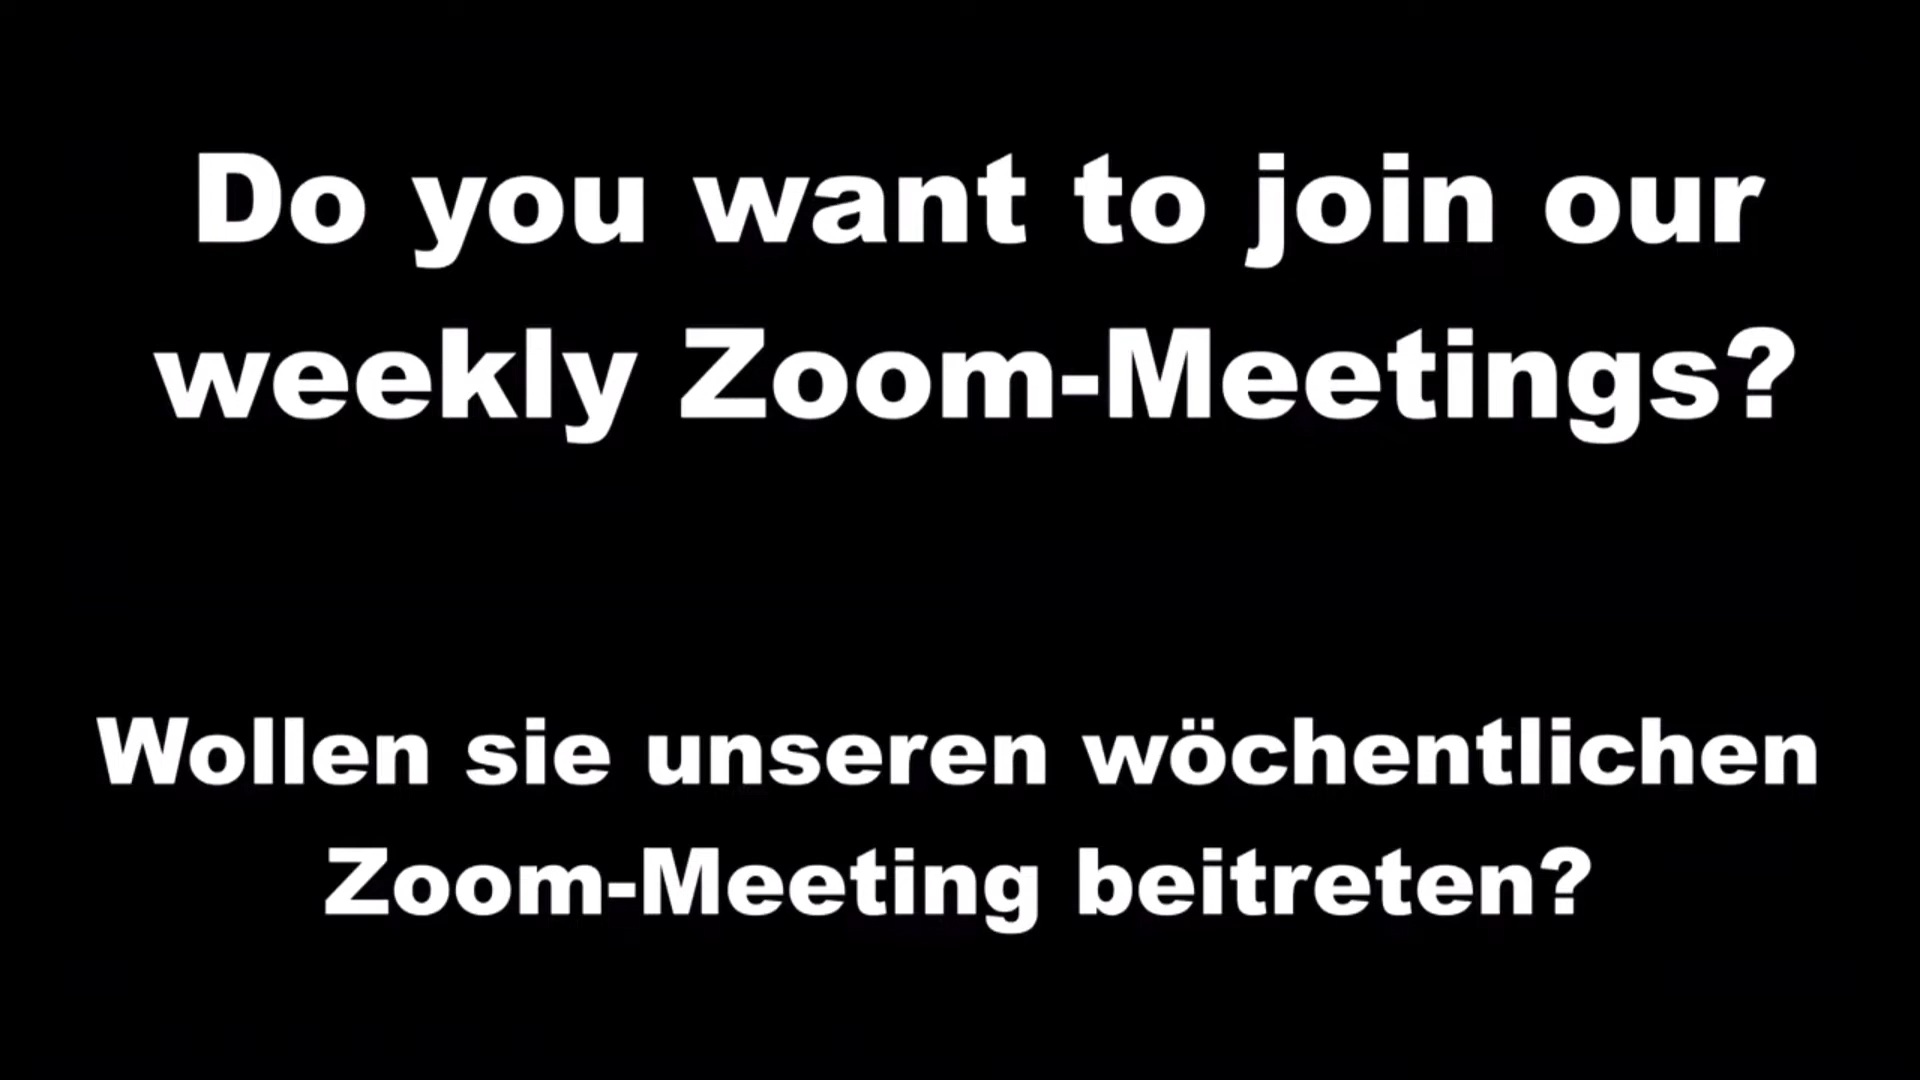 Do you want to join our
weekly Zoom-Meetings?
Wollen sie unseren wöchentlichen
Zoom-Meeting beitreten?